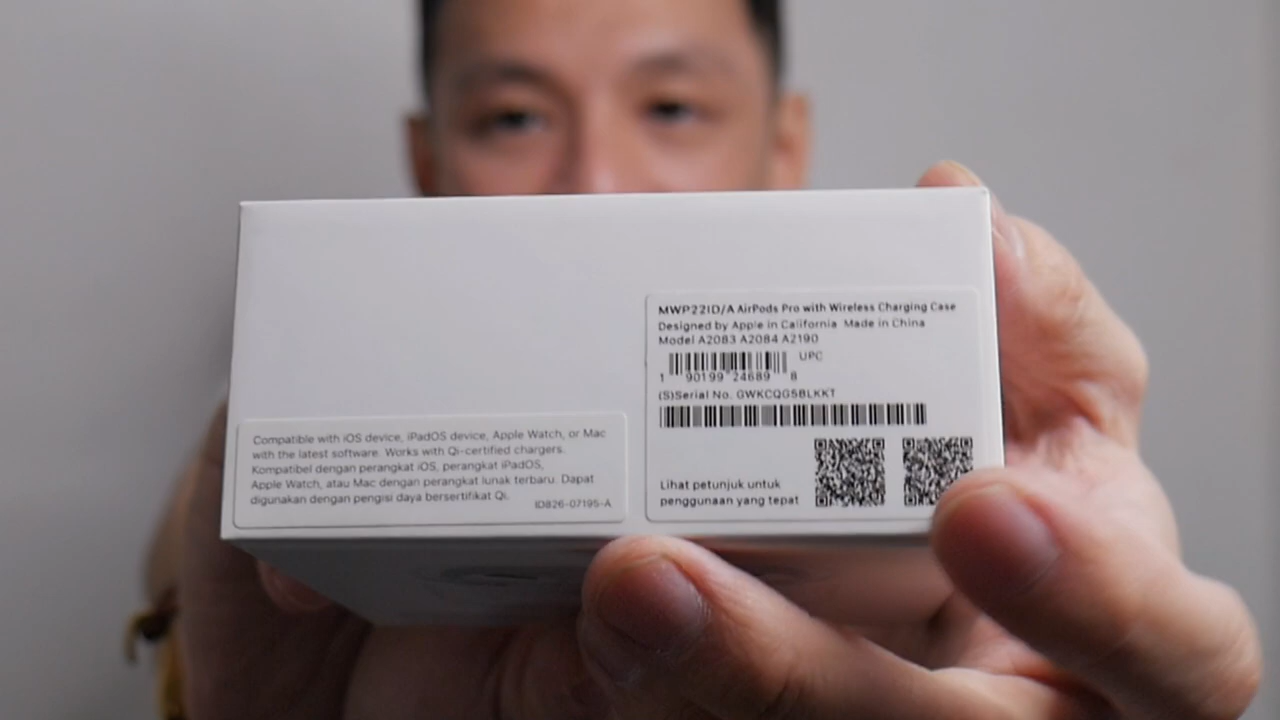 MWP22ID/A AirPods Pro with Wireless Charging Case
Designed by Apple in California Made in China
Model A2083 A2084 A2190
UPC
1 90199 24689 8
(S)Serial No. GWKCQG5BLKKT
Lihat petunjuk untuk
penggunaan yang tepat
Compatible with iOS device, iPadOS device, Apple Watch, or Mac
with the latest software. Works with Qi-certified chargers.
Kompatibel dengan perangkat iOS, perangkat iPadOS,
Apple Watch, atau Mac dengan perangkat lunak terbaru. Dapat
digunakan dengan pengisi daya bersertifikat Qi.
ID826-07195-A